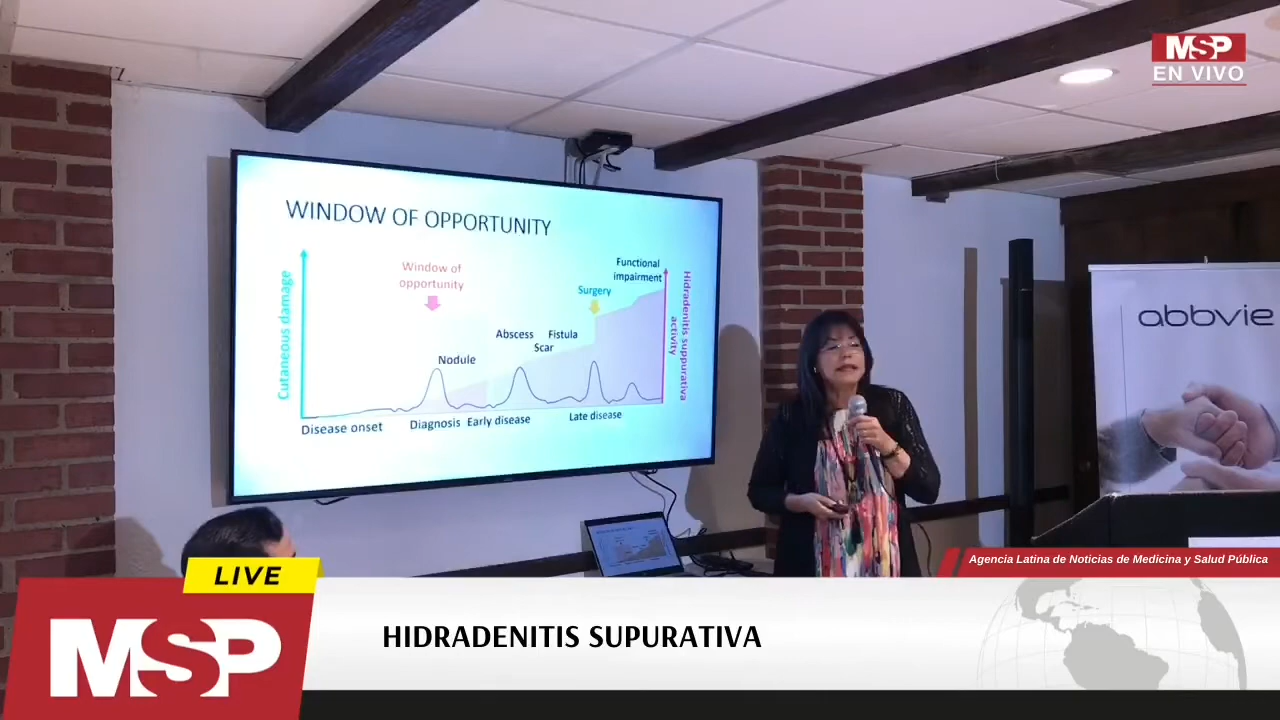 MSP
EN VIVO
WINDOW OF OPPORTUNITY
Cutaneous damage
Window of
opportunity
Nodule
Abscess
Fistula
Scar
Surgery
Functional
impairment
Hidradenitis suppurativa
activity
Disease onset
Diagnosis
Early disease
Late disease
abbvie
Agencia Latina de Noticias de Medicina y Salud Pública
LIVE
MSP
HIDRADENITIS SUPURATIVA